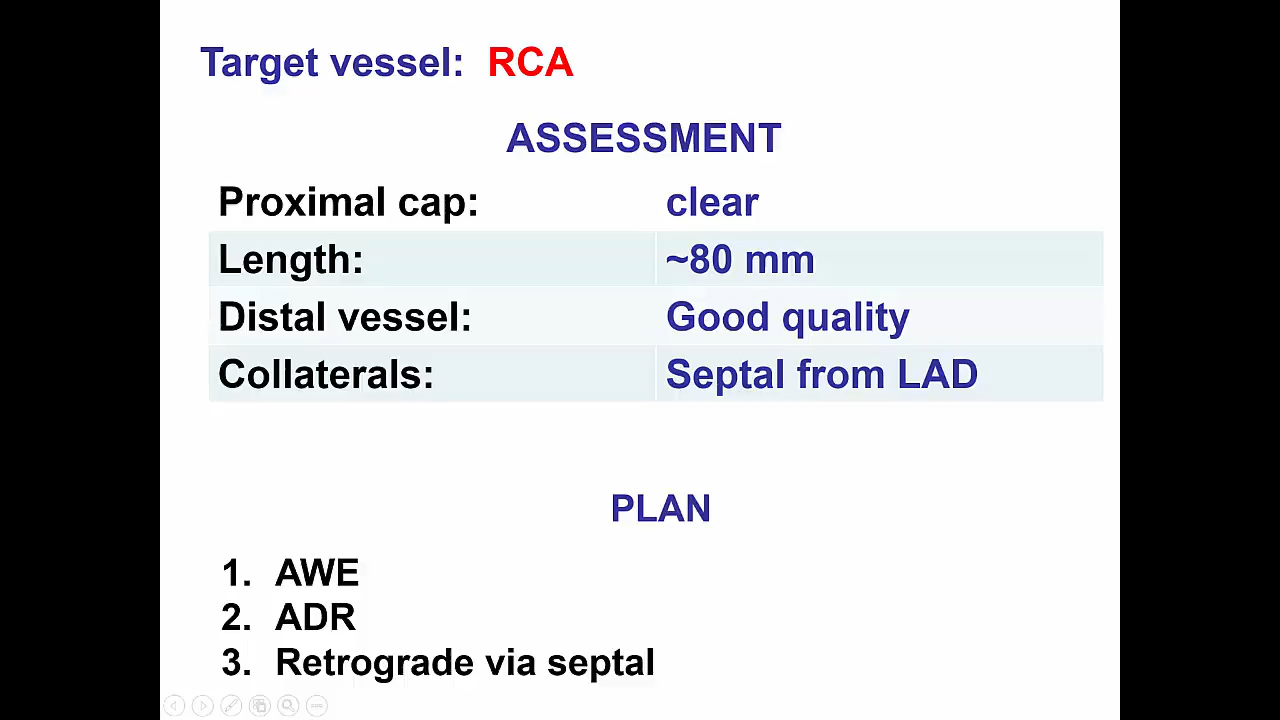 Target vessel: RCA
ASSESSMENT
Proximal cap: clear
Length: ~80 mm
Distal vessel: Good quality
Collaterals: Septal from LAD
PLAN
1. AWE
2. ADR
3. Retrograde via septal